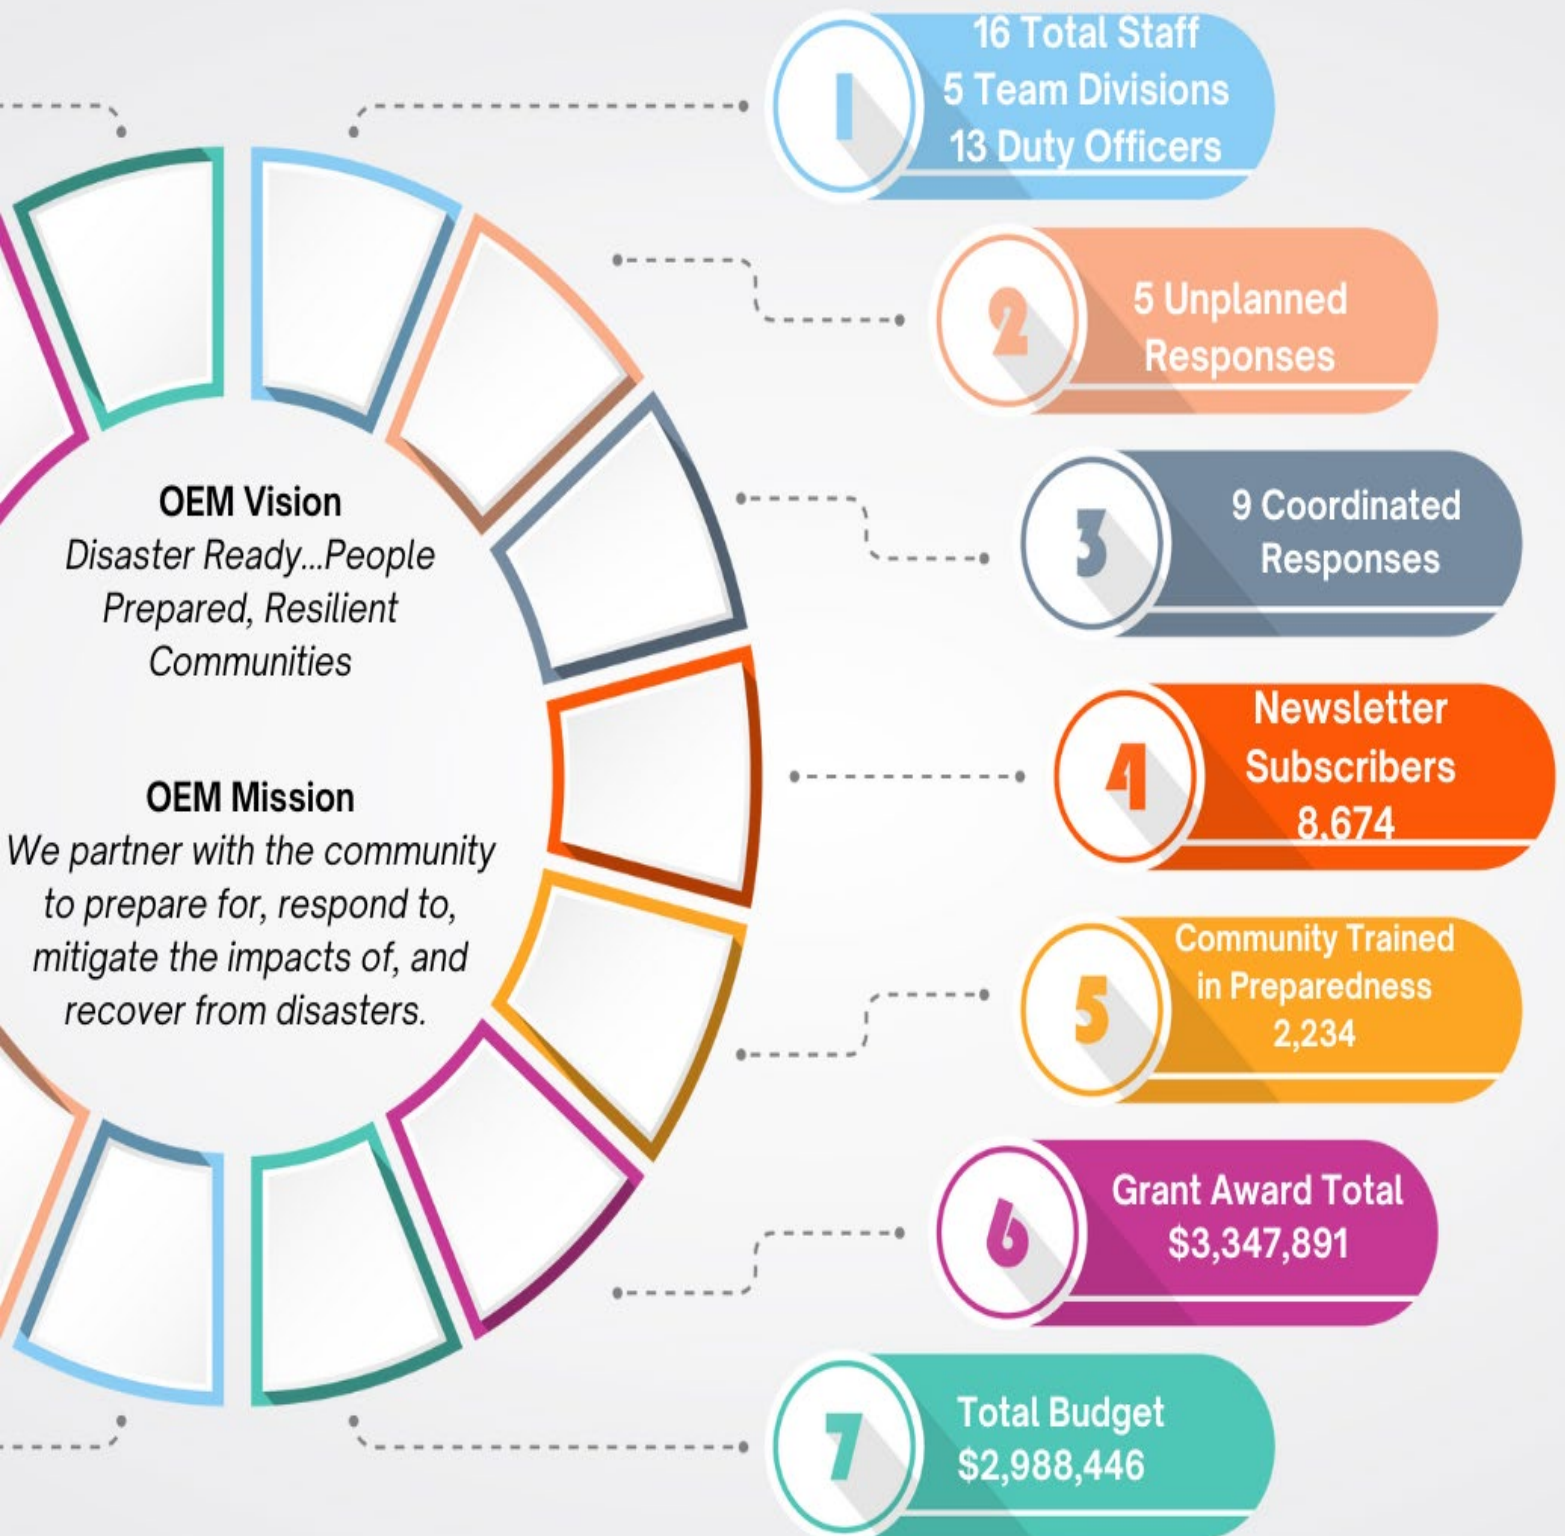 1
16 Total Staff
5 Team Divisions
13 Duty Officers
2
5 Unplanned
Responses
3
9 Coordinated
Responses
OEM Vision
Disaster Ready...People
Prepared, Resilient
Communities
OEM Mission
We partner with the community
to prepare for, respond to,
mitigate the impacts of, and
recover from disasters.
4
Newsletter
Subscribers
8,674
5
Community Trained
in Preparedness
2,234
6
Grant Award Total
$3,347,891
7
Total Budget
$2,988,446